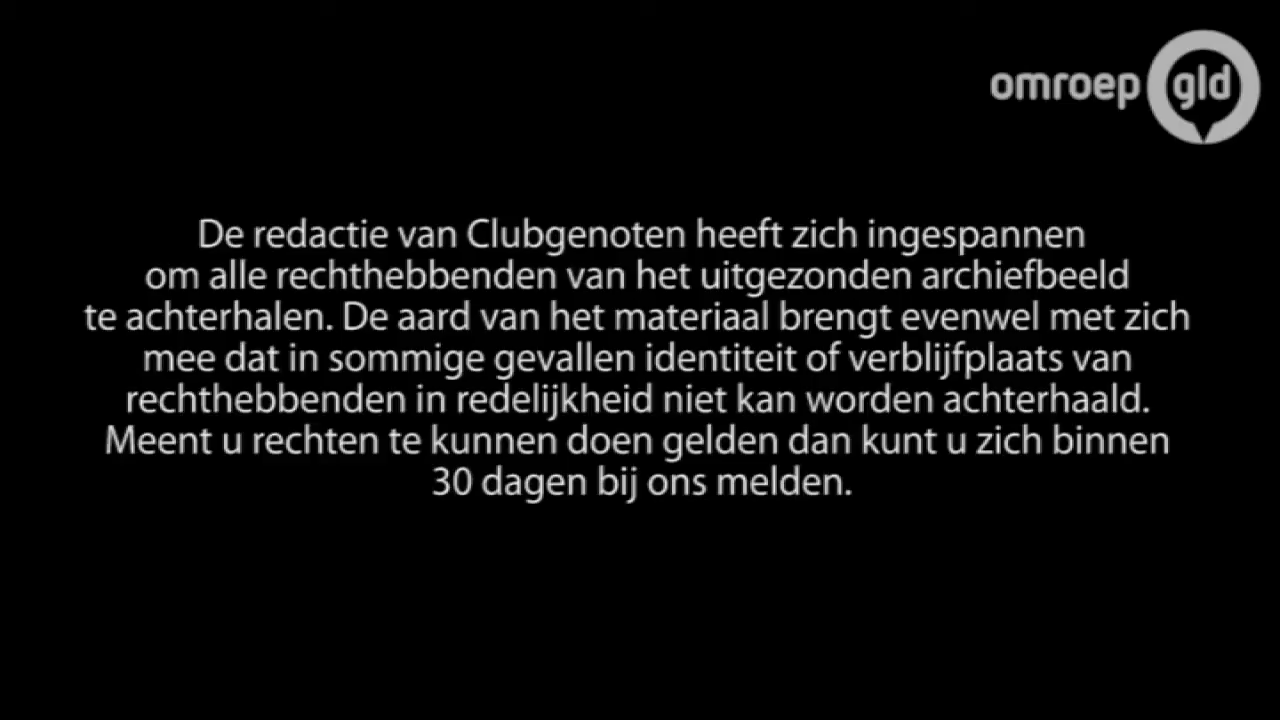 omroep gld
De redactie van Clubgenoten heeft zich ingespannen
om alle rechthebbenden van het uitgezonden archiefbeeld
te achterhalen. De aard van het materiaal brengt evenwel met zich
mee dat in sommige gevallen identiteit of verblijfplaats van
rechthebbenden in redelijkheid niet kan worden achterhaald.
Meent u rechten te kunnen doen gelden dan kunt u zich binnen
30 dagen bij ons melden.